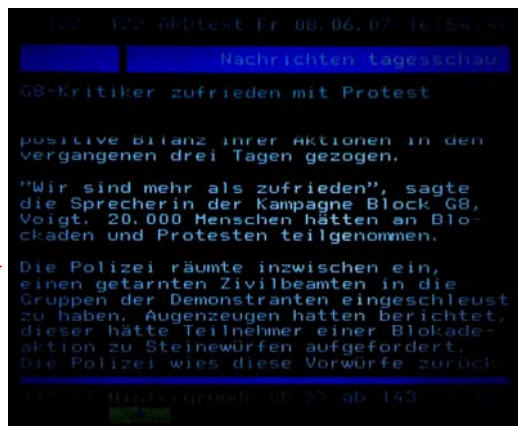 122 122 ARDtext Fr 08.06.07 16:54:
Nachrichten tagesschau
G8-Kritiker zufrieden mit Protest
positive Bilanz ihrer Aktionen in den
vergangenen drei Tagen gezogen.
"Wir sind mehr als zufrieden", sagte
die Sprecherin der Kampagne Block G8,
Voigt. 20.000 Menschen hätten an Blo-
ckaden und Protesten teilgenommen.
Die Polizei räumte inzwischen ein,
einen getarnten Zivilbeamten in die
Gruppen der Demonstranten eingeschleust
zu haben. Augenzeugen hatten berichtet,
dieser hätte Teilnehmer einer Blokade-
aktion zu Steinewürfen aufgefordert.
Die Polizei wies diese Vorwürfe zurück.
Hintergründe G8 >> ab 143